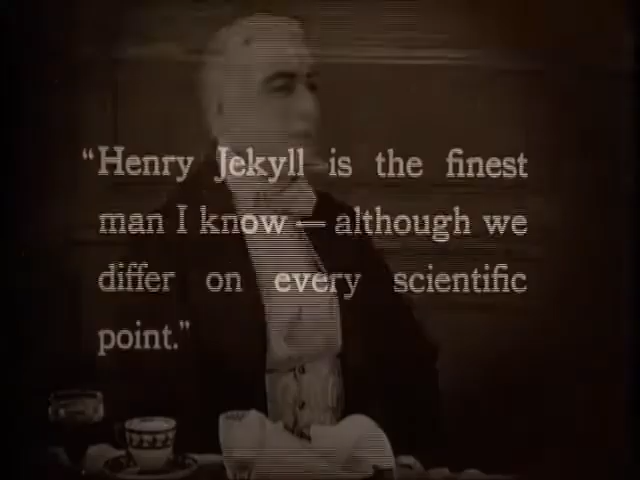 “Henry Jekyll is the finest
man I know — although we
differ on every scientific
point.”